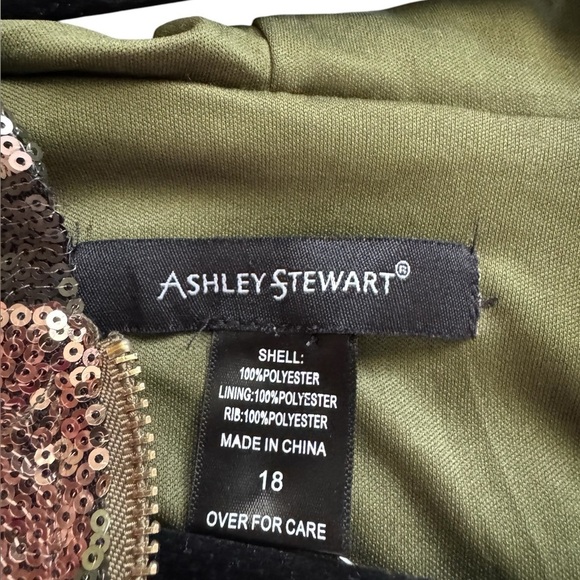 ASHLEY STEWART®
SHELL:
100%POLYESTER
LINING:100%POLYESTER
RIB:100%POLYESTER
MADE IN CHINA
18
OVER FOR CARE